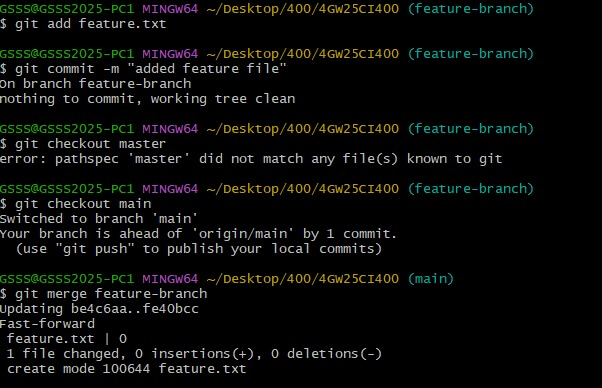 GSSS@GSSS2025-PC1 MINGW64 ~/Desktop/400/4GW25CI400 (feature-branch)
$ git add feature.txt
GSSS@GSSS2025-PC1 MINGW64 ~/Desktop/400/4GW25CI400 (feature-branch)
$ git commit -m "added feature file"
On branch feature-branch
nothing to commit, working tree clean
GSSS@GSSS2025-PC1 MINGW64 ~/Desktop/400/4GW25CI400 (feature-branch)
$ git checkout master
error: pathspec 'master' did not match any file(s) known to git
GSSS@GSSS2025-PC1 MINGW64 ~/Desktop/400/4GW25CI400 (feature-branch)
$ git checkout main
Switched to branch 'main'
Your branch is ahead of 'origin/main' by 1 commit.
  (use "git push" to publish your local commits)
GSSS@GSSS2025-PC1 MINGW64 ~/Desktop/400/4GW25CI400 (main)
$ git merge feature-branch
Updating be4c6aa..fe40bcc
Fast-forward
 feature.txt | 0
 1 file changed, 0 insertions(+), 0 deletions(-)
 create mode 100644 feature.txt